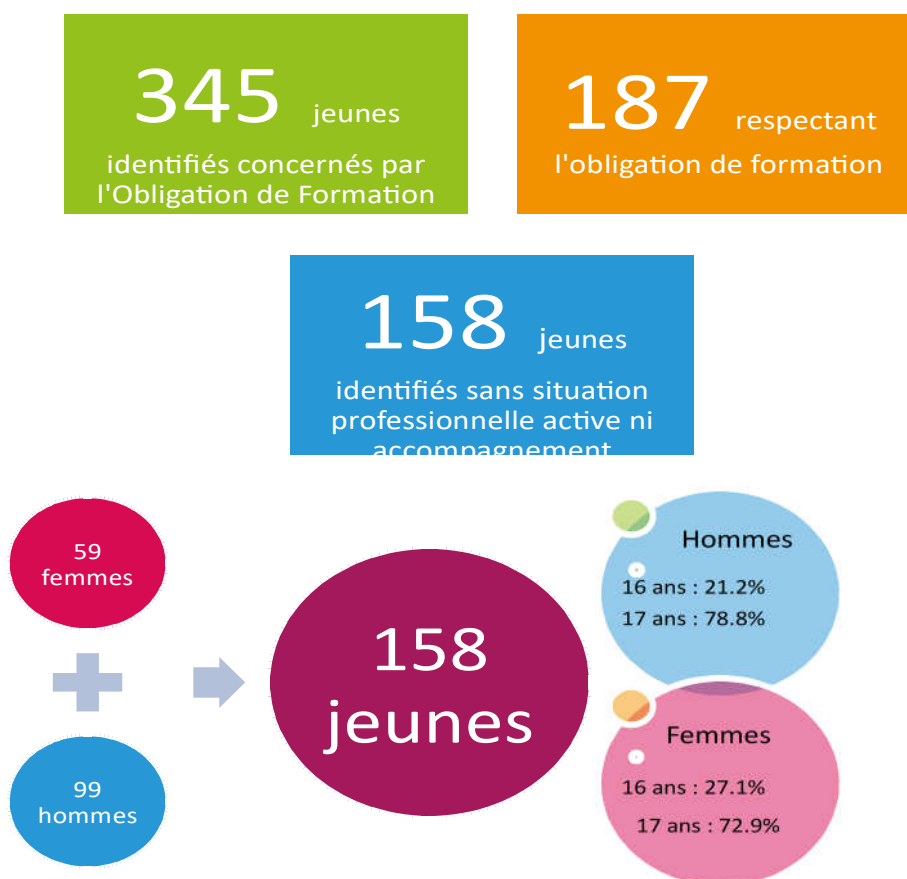 345 jeunes
identifiés concernés par
l'Obligation de Formation
187 respectant
l'obligation de formation
158 jeunes
identifiés sans situation
professionnelle active ni
accompagnement
59
femmes
99
hommes
158
jeunes
Hommes
16 ans : 21.2%
17 ans : 78.8%
Femmes
16 ans : 27.1%
17 ans : 72.9%